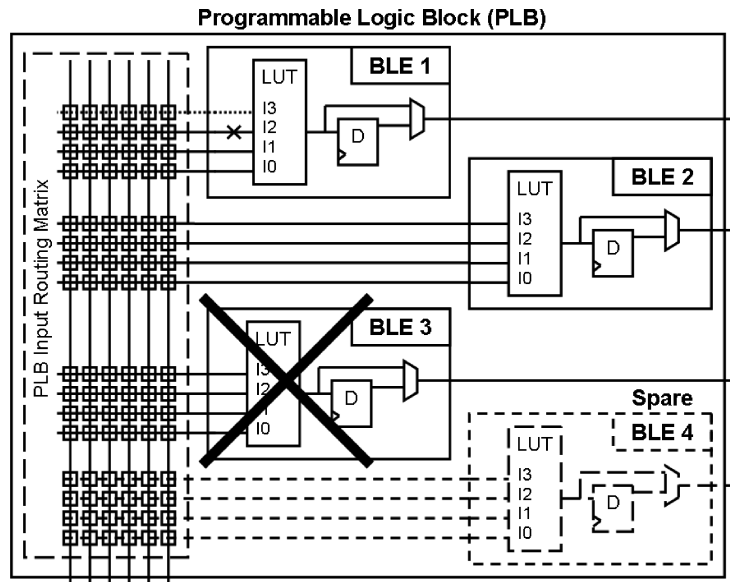 Programmable Logic Block (PLB)
PLB Input Routing Matrix
LUT
BLE 1
I3
I2
I1
I0
D
LUT
BLE 2
I3
I2
I1
I0
D
LUT
BLE 3
I3
I2
I1
I0
D
Spare
LUT
BLE 4
I3
I2
I1
I0
D